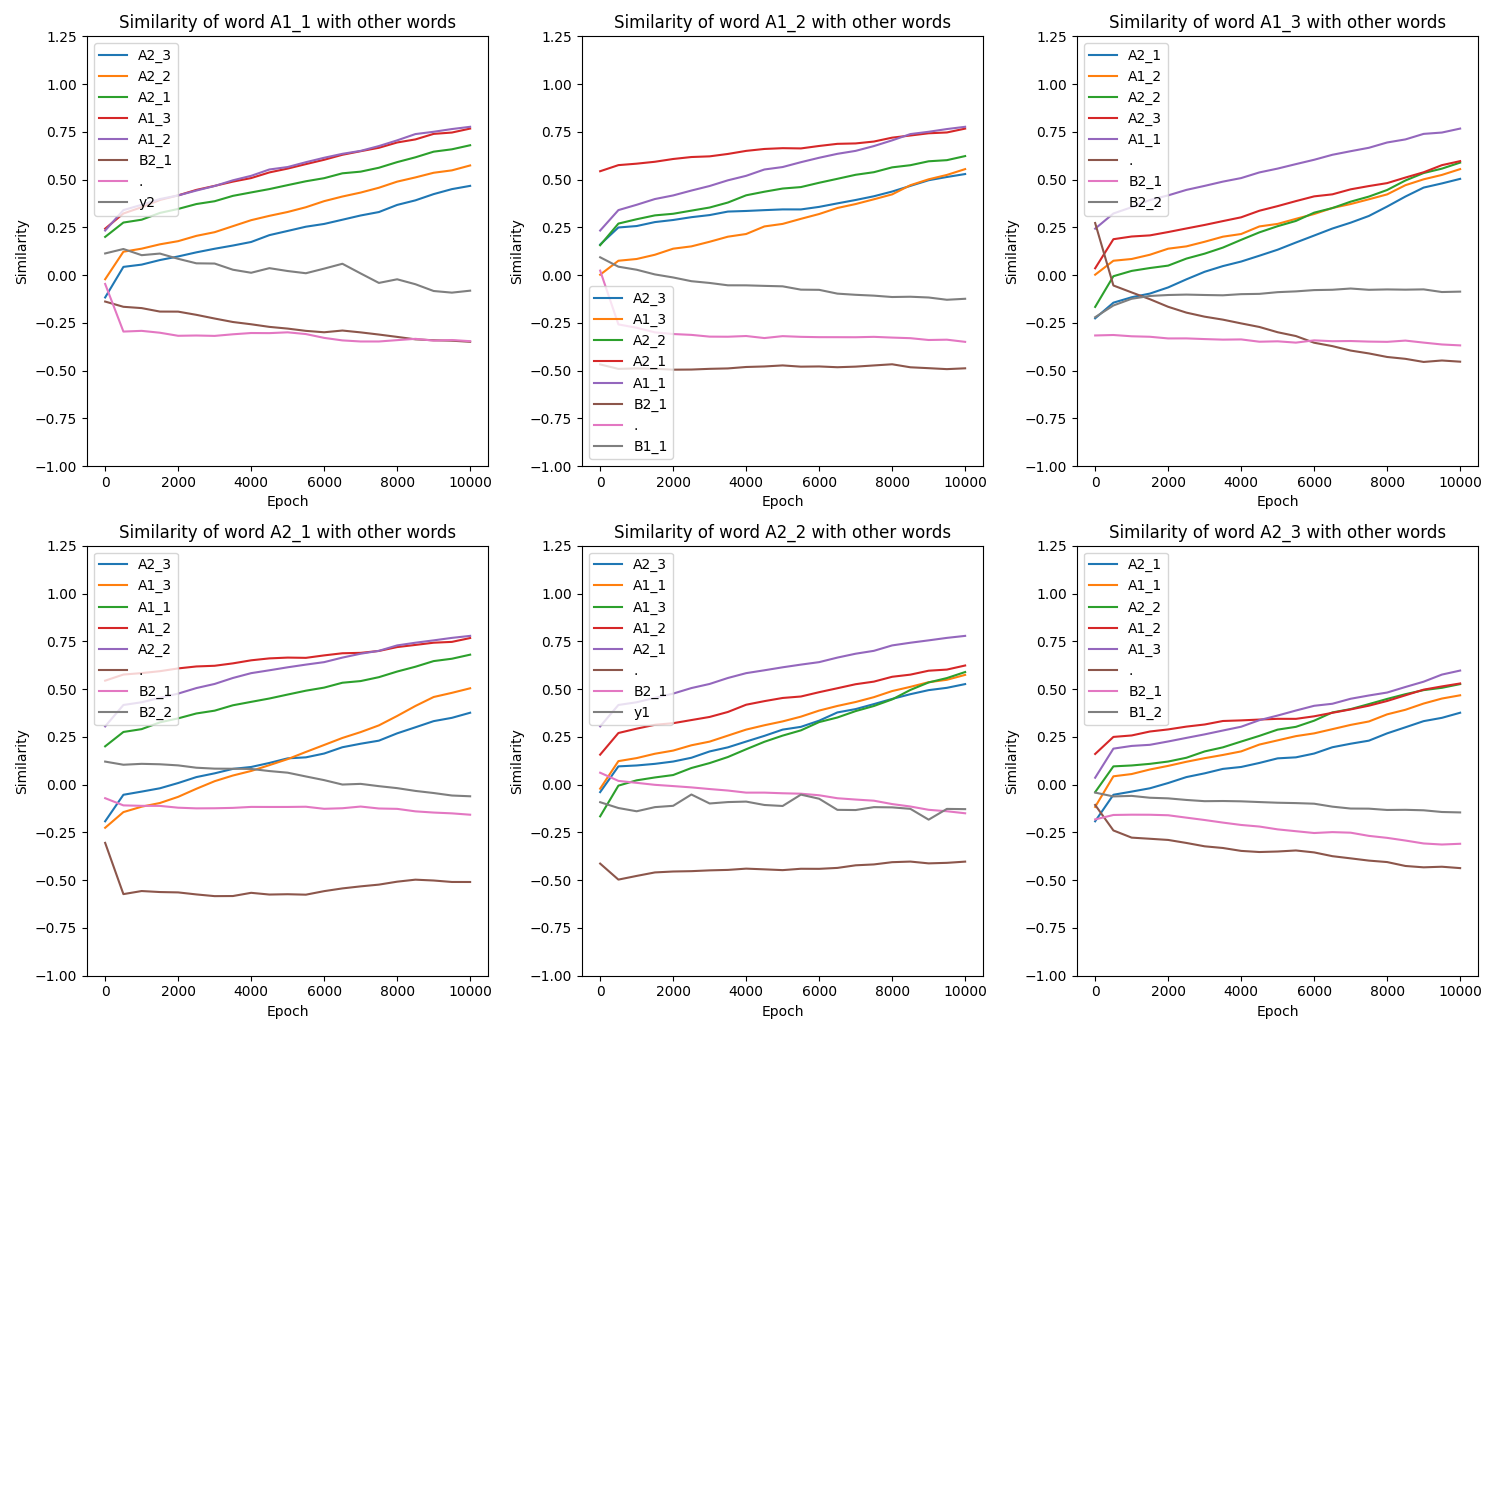 Similarity of word A1_1 with other words
1.25
1.00
0.75
0.50
0.25
0.00
−0.25
−0.50
−0.75
−1.00
Similarity
A2_3
A2_2
A2_1
A1_3
A1_2
B2_1
.
y2
0 2000 4000 6000 8000 10000
Epoch
Similarity of word A1_2 with other words
1.25
1.00
0.75
0.50
0.25
0.00
−0.25
−0.50
−0.75
−1.00
Similarity
A2_3
A1_3
A2_2
A2_1
A1_1
B2_1
.
B1_1
0 2000 4000 6000 8000 10000
Epoch
Similarity of word A1_3 with other words
1.25
1.00
0.75
0.50
0.25
0.00
−0.25
−0.50
−0.75
−1.00
Similarity
A2_1
A1_2
A2_2
A2_3
A1_1
.
B2_1
B2_2
0 2000 4000 6000 8000 10000
Epoch
Similarity of word A2_1 with other words
1.25
1.00
0.75
0.50
0.25
0.00
−0.25
−0.50
−0.75
−1.00
Similarity
A2_3
A1_3
A1_1
A1_2
A2_2
.
B2_1
B2_2
0 2000 4000 6000 8000 10000
Epoch
Similarity of word A2_2 with other words
1.25
1.00
0.75
0.50
0.25
0.00
−0.25
−0.50
−0.75
−1.00
Similarity
A2_3
A1_1
A1_3
A1_2
A2_1
.
B2_1
y1
0 2000 4000 6000 8000 10000
Epoch
Similarity of word A2_3 with other words
1.25
1.00
0.75
0.50
0.25
0.00
−0.25
−0.50
−0.75
−1.00
Similarity
A2_1
A1_1
A2_2
A1_2
A1_3
.
B2_1
B1_2
0 2000 4000 6000 8000 10000
Epoch